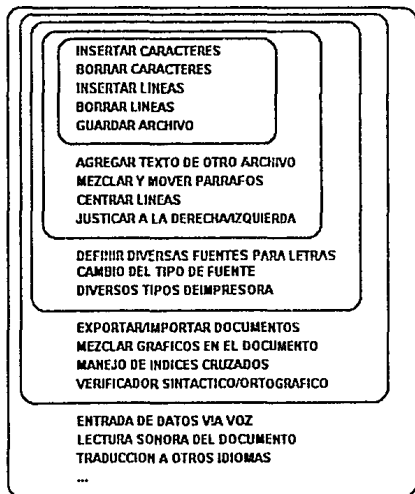 INSERTAR CARACTERES
BORRAR CARACTERES
INSERTAR LINEAS
BORRAR LINEAS
GUARDAR ARCHIVO
AGREGAR TEXTO DE OTRO ARCHIVO
MEZCLAR Y MOVER PARRAFOS
CENTRAR LINEAS
JUSTICAR A LA DERECHA/IZQUIERDA
DEFINIR DIVERSAS FUENTES PARA LETRAS
CAMBIO DEL TIPO DE FUENTE
DIVERSOS TIPOS DEIMPRESORA
EXPORTAR/IMPORTAR DOCUMENTOS
MEZCLAR GRAFICOS EN EL DOCUMENTO
MANEJO DE INDICES CRUZADOS
VERIFICADOR SINTACTICO/ORTOGRAFICO
ENTRADA DE DATOS VIA VOZ
LECTURA SONORA DEL DOCUMENTO
TRADUCCION A OTROS IDIOMAS
...